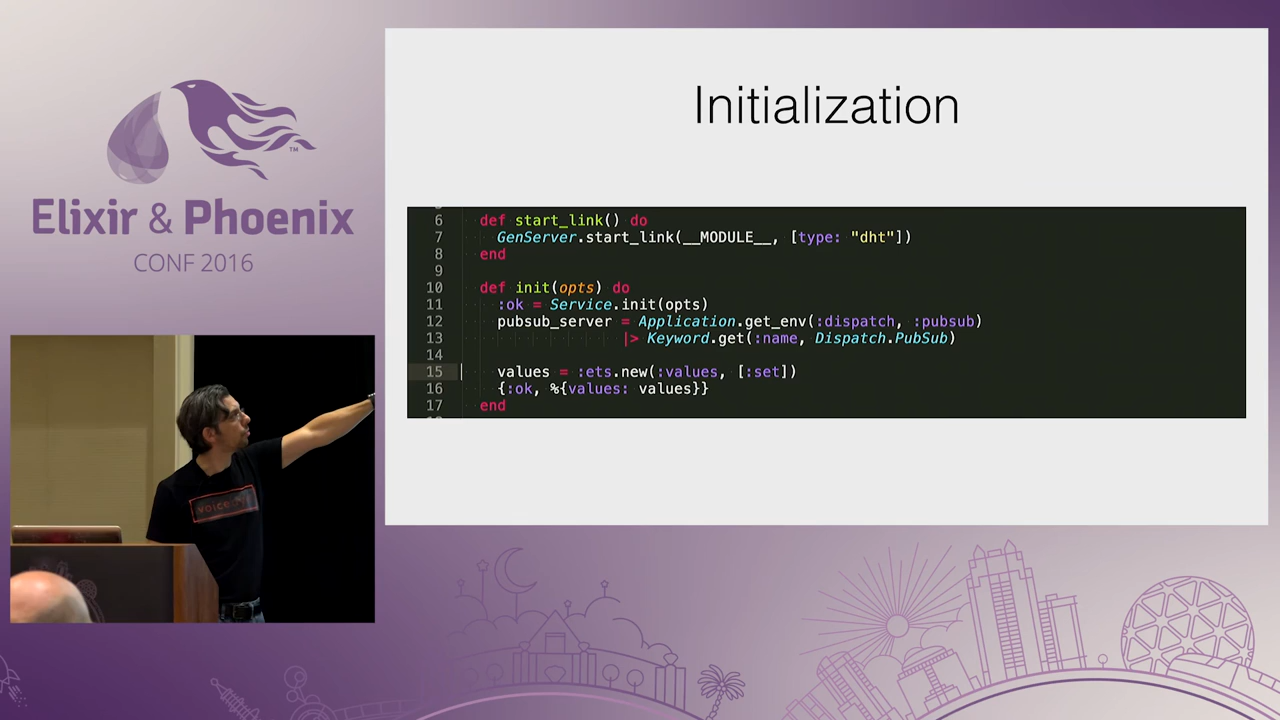 Elixir & Phoenix
TM
CONF 2016
Initialization
6 def start_link() do
7 GenServer.start_link(__MODULE__, [type: "dht"])
8 end
9
10 def init(opts) do
11 :ok = Service.init(opts)
12 pubsub_server = Application.get_env(:dispatch, :pubsub)
13 |> Keyword.get(:name, Dispatch.PubSub)
14
15 values = :ets.new(:values, [:set])
16 {:ok, %{values: values}}
17 end